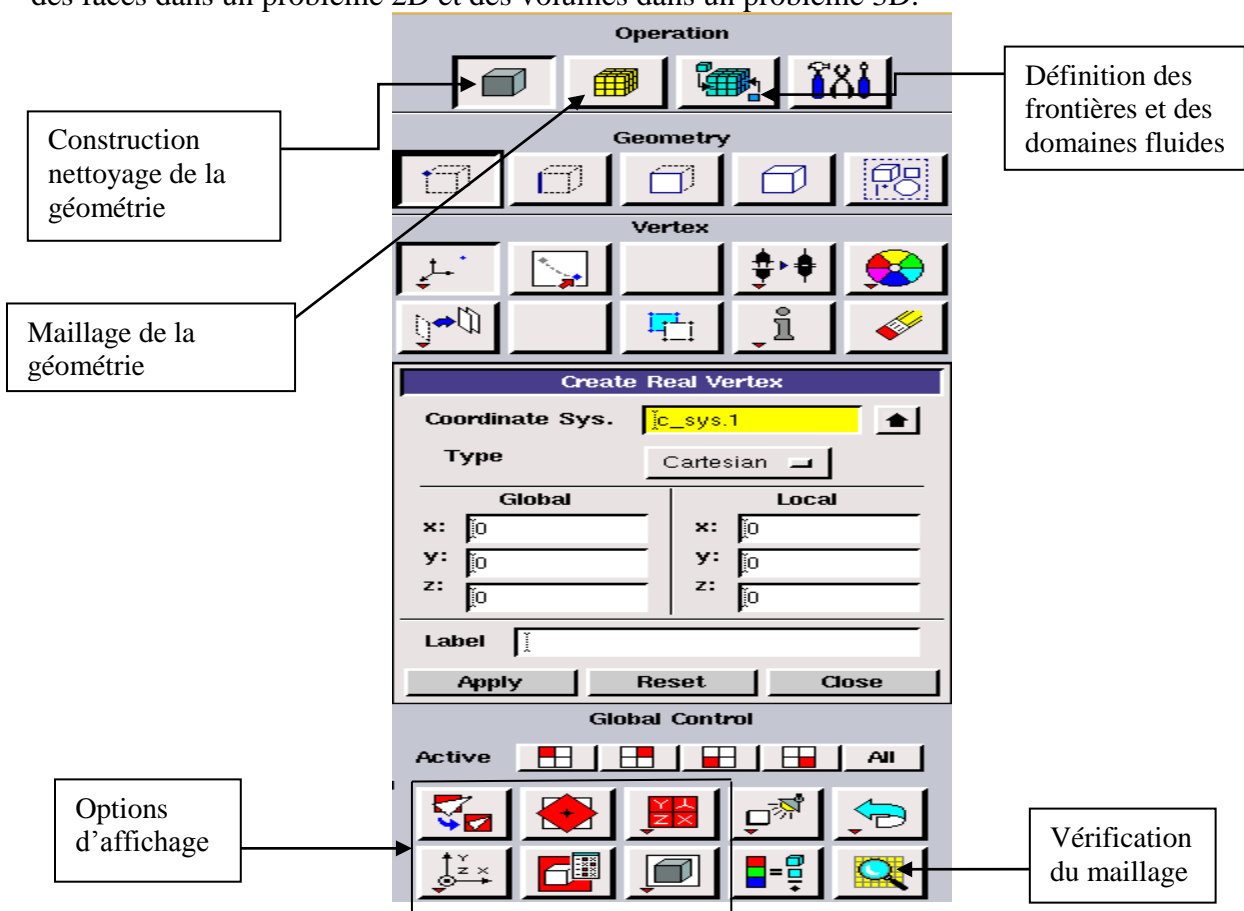 des faces dans un problème 2D et des volumes dans un problème 3D.
Operation
Définition des
frontières et des
domaines fluides
Construction
nettoyage de la
géométrie
Geometry
Vertex
Maillage de la
géométrie
Create Real Vertex
Coordinate Sys. c_sys.1
Type Cartesian
Global Local
x: 0 x: 0
y: 0 y: 0
z: 0 z: 0
Label
Apply Reset Close
Global Control
Active All
Options
d’affichage
Vérification
du maillage